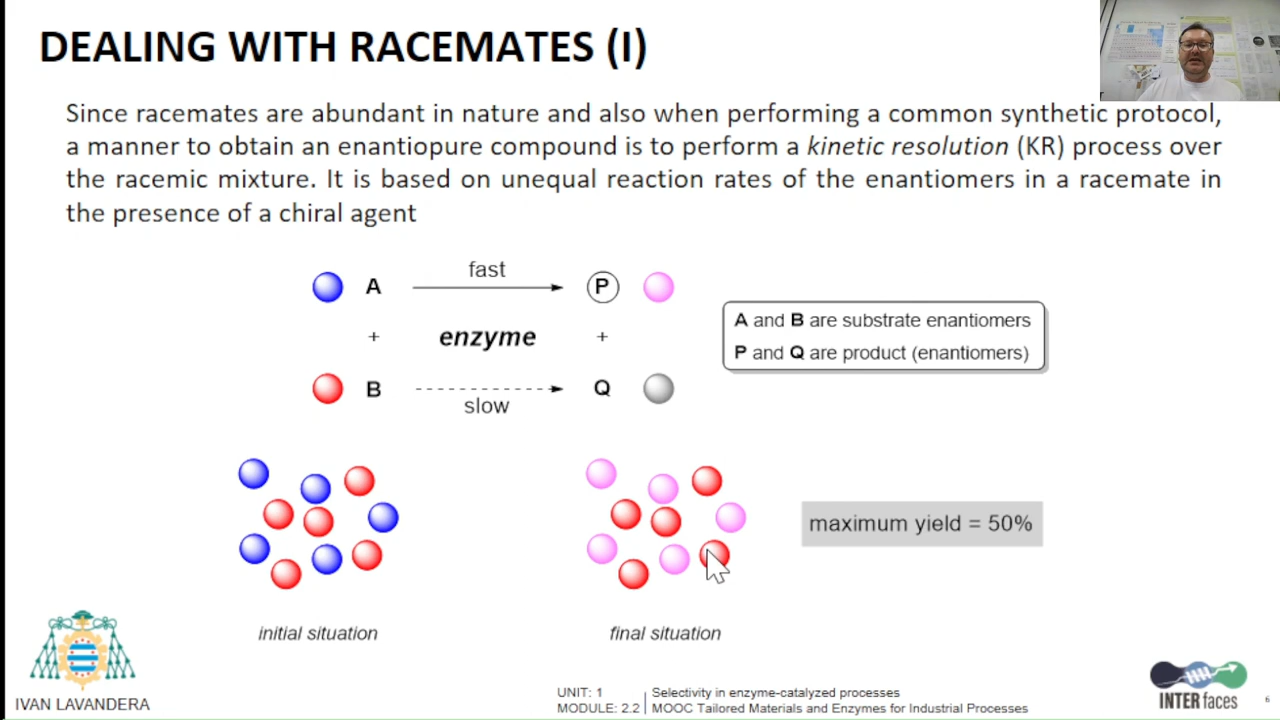 DEALING WITH RACEMATES (I)
Since racemates are abundant in nature and also when performing a common synthetic protocol,
a manner to obtain an enantiopure compound is to perform a kinetic resolution (KR) process over
the racemic mixture. It is based on unequal reaction rates of the enantiomers in a racemate in
the presence of a chiral agent
A fast P
+ enzyme +
B slow Q
A and B are substrate enantiomers
P and Q are product (enantiomers)
maximum yield = 50%
initial situation
final situation
IVAN LAVANDERA
UNIT: 1 Selectivity in enzyme-catalyzed processes
MODULE: 2.2 MOOC Tailored Materials and Enzymes for Industrial Processes
INTERfaces
6